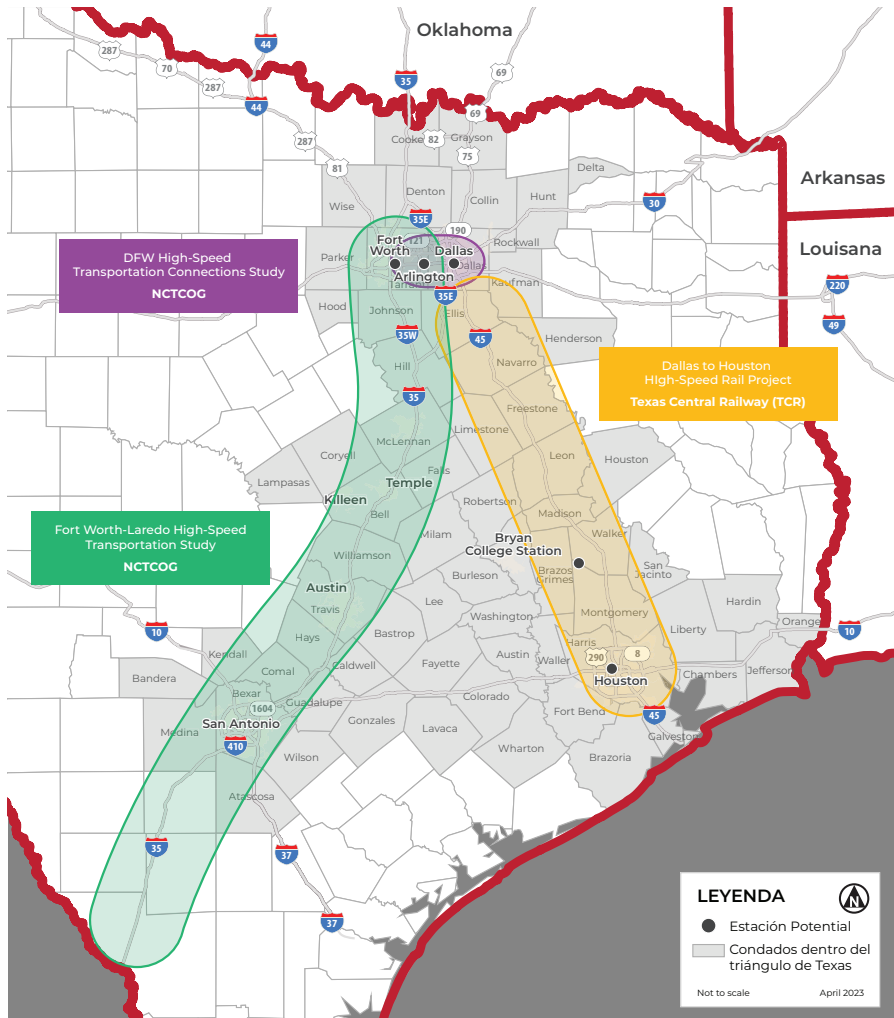 Oklahoma
44
287
70
35
69
287
44
69
Cooke
82
Grayson
287
75
81
Delta
Arkansas
Denton
Collin
Hunt
30
Wise
35E
190
Louisana
Fort
Worth
121
Dallas
Rockwall
DFW High-Speed
Transportation Connections Study
NCTCOG
Parker
Dallas
Arlington
Tarrant
Kaufman
220
35E
Hood
Johnson
Ellis
49
35W
45
Henderson
Hill
Navarro
Dallas to Houston
HIgh-Speed Rail Project
Texas Central Railway (TCR)
35
Freestone
Limestone
McLennan
Coryell
Leon
Houston
Falls
Lampasas
Temple
Killeen
Robertson
Bell
Madison
Fort Worth-Laredo High-Speed
Transportation Study
NCTCOG
Milam
Walker
Bryan
College Station
Williamson
San
Jacinto
Burleson
Brazos
Grimes
Austin
Lee
Hardin
Travis
Washington
Montgomery
Orange
10
Bastrop
Liberty
10
Hays
Harris
Kendall
Austin
290
8
Waller
Caldwell
Fayette
Comal
Jefferson
Bandera
Houston
Chambers
Bexar
Colorado
Guadalupe
1604
Fort Bend
45
San Antonio
Gonzales
Lavaca
Medina
Galveston
410
Wharton
Wilson
Brazoria
Atascosa
35
37
37
LEYENDA
N
Estación Potential
Condados dentro del
triángulo de Texas
Not to scale
April 2023